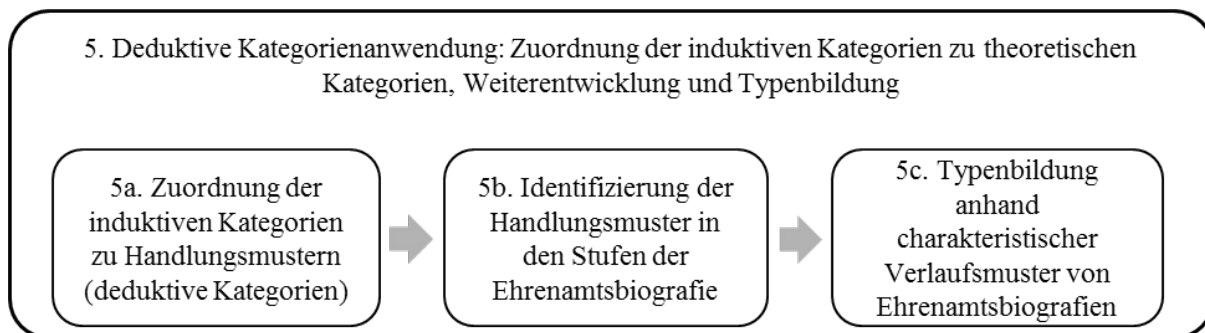 5. Deduktive Kategorienanwendung: Zuordnung der induktiven Kategorien zu theoretischen
Kategorien, Weiterentwicklung und Typenbildung
5a. Zuordnung der
induktiven Kategorien
zu Handlungsmustern
(deduktive Kategorien)
5b. Identifizierung der
Handlungsmuster in
den Stufen der
Ehrenamtsbiografie
5c. Typenbildung
anhand
charakteristischer
Verlaufsmuster von
Ehrenamtsbiografien